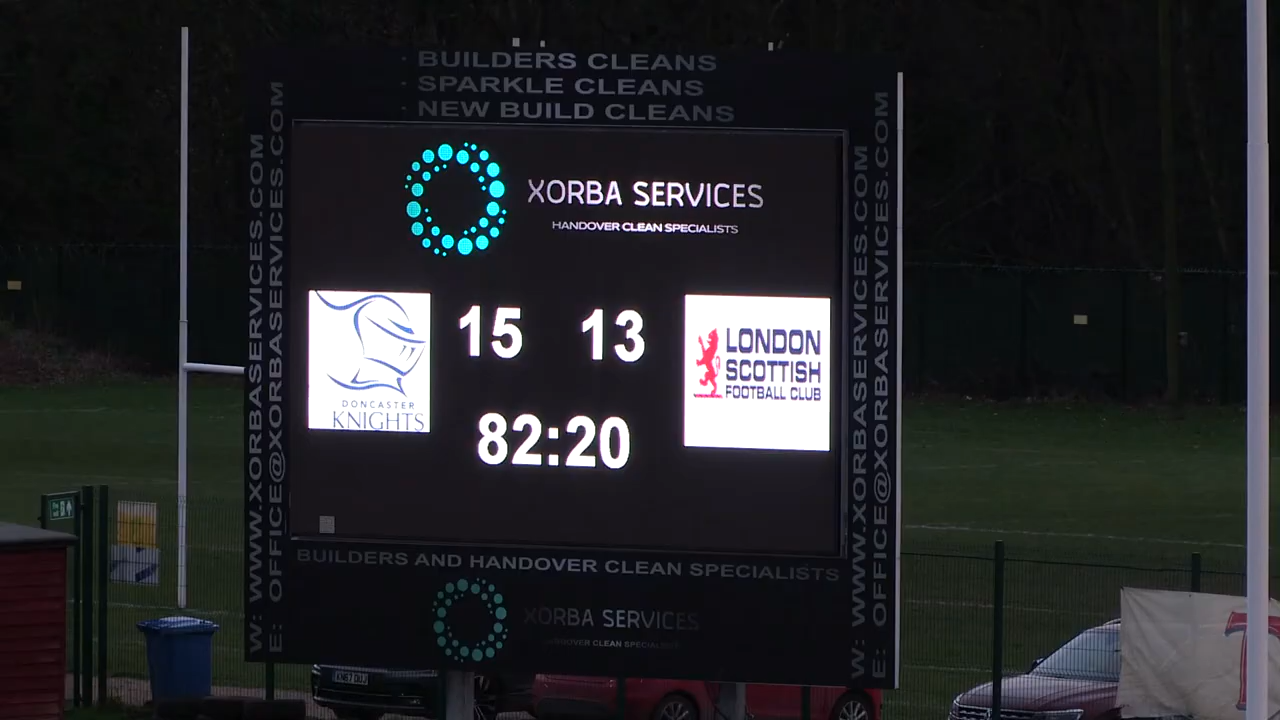 · BUILDERS CLEANS
· SPARKLE CLEANS
· NEW BUILD CLEANS
W: WWW.XORBASERVICES.COM
E: OFFICE@XORBASERVICES.COM
XORBA SERVICES
HANDOVER CLEAN SPECIALISTS
15 13
DONCASTER
KNIGHTS
LONDON
SCOTTISH
FOOTBALL CLUB
82:20
W: WWW.XORBASERVICES.COM
E: OFFICE@XORBASERVICES.COM
BUILDERS AND HANDOVER CLEAN SPECIALISTS
XORBA SERVICES
HANDOVER CLEAN SPECIALISTS